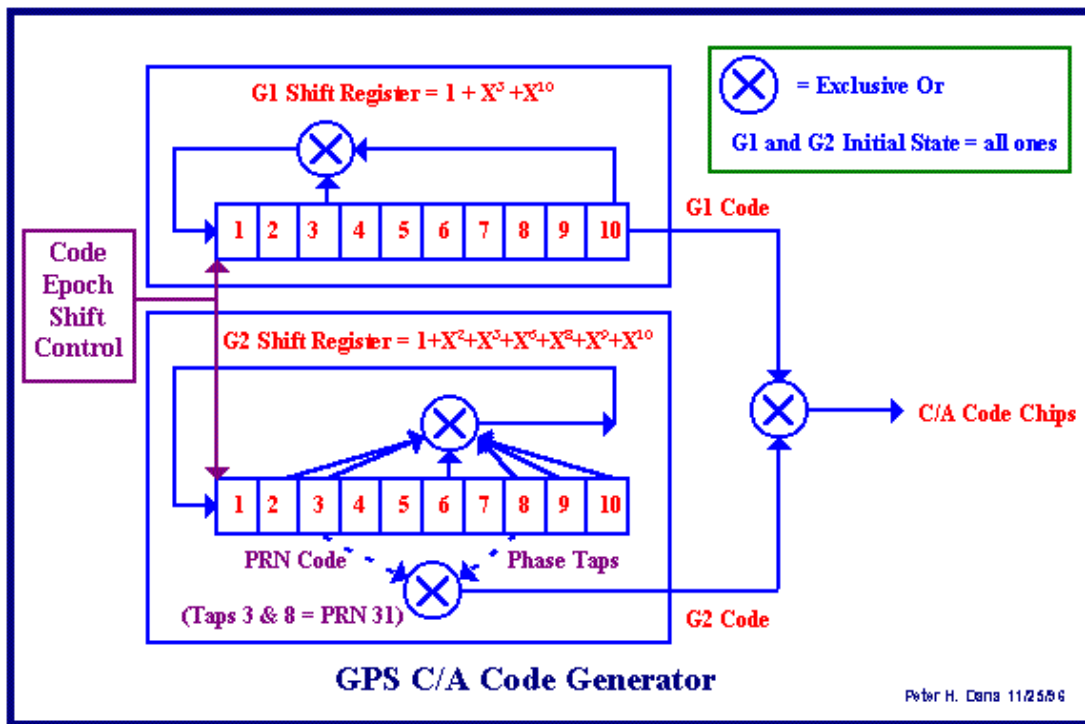 G1 Shift Register = 1 + X³ +X¹⁰
= Exclusive Or
G1 and G2 Initial State = all ones
1 2 3 4 5 6 7 8 9 10
G1 Code
Code
Epoch
Shift
Control
G2 Shift Register = 1+X²+X³+X⁶+X⁸+X⁹+X¹⁰
C/A Code Chips
1 2 3 4 5 6 7 8 9 10
PRN Code
Phase Taps
(Taps 3 & 8 = PRN 31)
G2 Code
GPS C/A Code Generator
Peter H. Dana 11/25/96